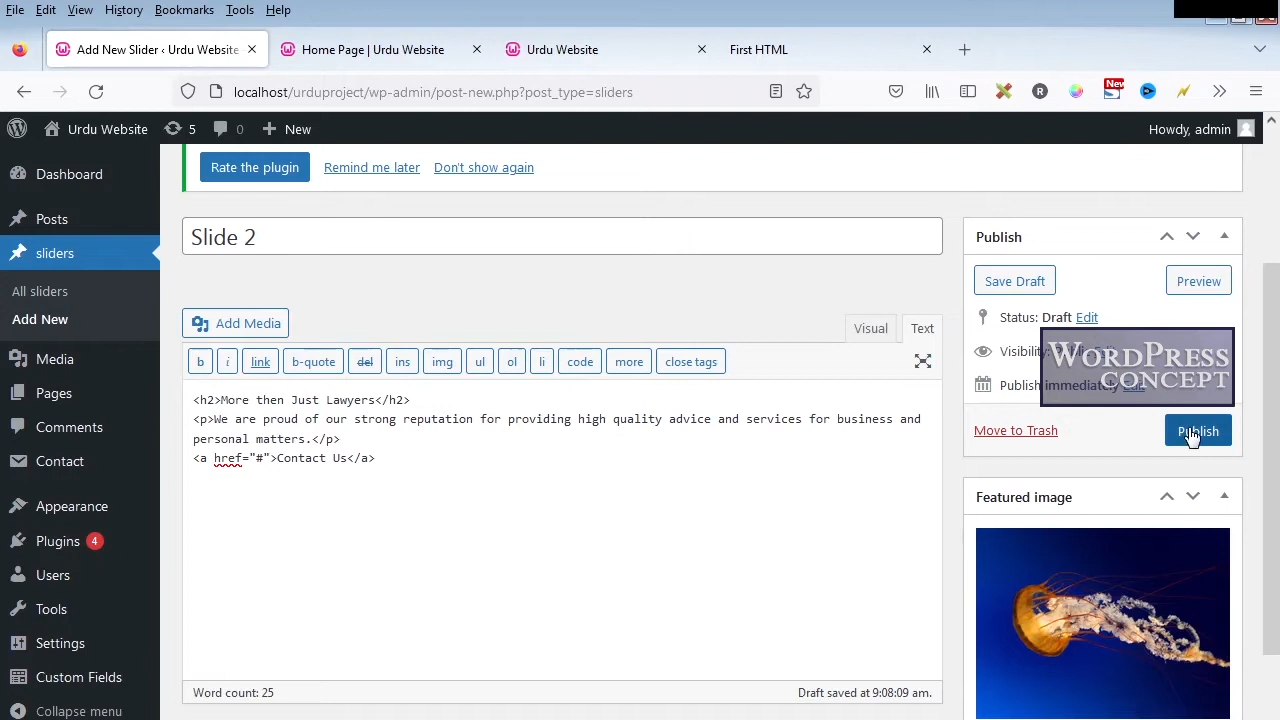 File Edit View History Bookmarks Tools Help
Add New Slider ‹ Urdu Website
Home Page | Urdu Website
Urdu Website
First HTML
localhost/urduproject/wp-admin/post-new.php?post_type=sliders
New
Urdu Website 5 0 New
Howdy, admin
Dashboard
Posts
sliders
All sliders
Add New
Media
Pages
Comments
Contact
Appearance
Plugins 4
Users
Tools
Settings
Custom Fields
Collapse menu
Rate the plugin Remind me later Don't show again
Slide 2
Add Media
Visual Text
b i link b-quote del ins img ul ol li code more close tags
<h2>More then Just Lawyers</h2>
<p>We are proud of our strong reputation for providing high quality advice and services for business and
personal matters.</p>
<a href="#">Contact Us</a>
Word count: 25
Draft saved at 9:08:09 am.
Publish
Save Draft Preview
Status: Draft Edit
Visibility: Public Edit
WORDPRESS
CONCEPT
Publish immediately Edit
Move to Trash Publish
Featured image